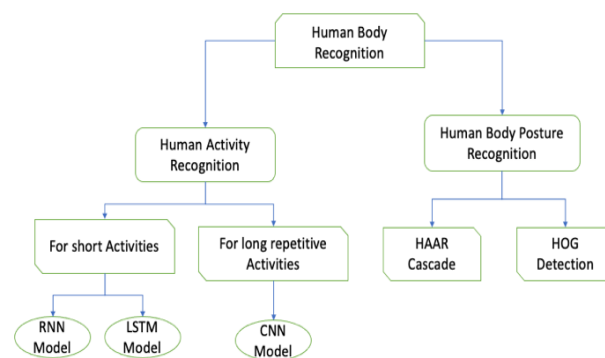 Human Body
Recognition
Human Activity
Recognition
Human Body Posture
Recognition
For short Activities
For long repetitive
Activities
HAAR
Cascade
HOG
Detection
RNN
Model
LSTM
Model
CNN
Model